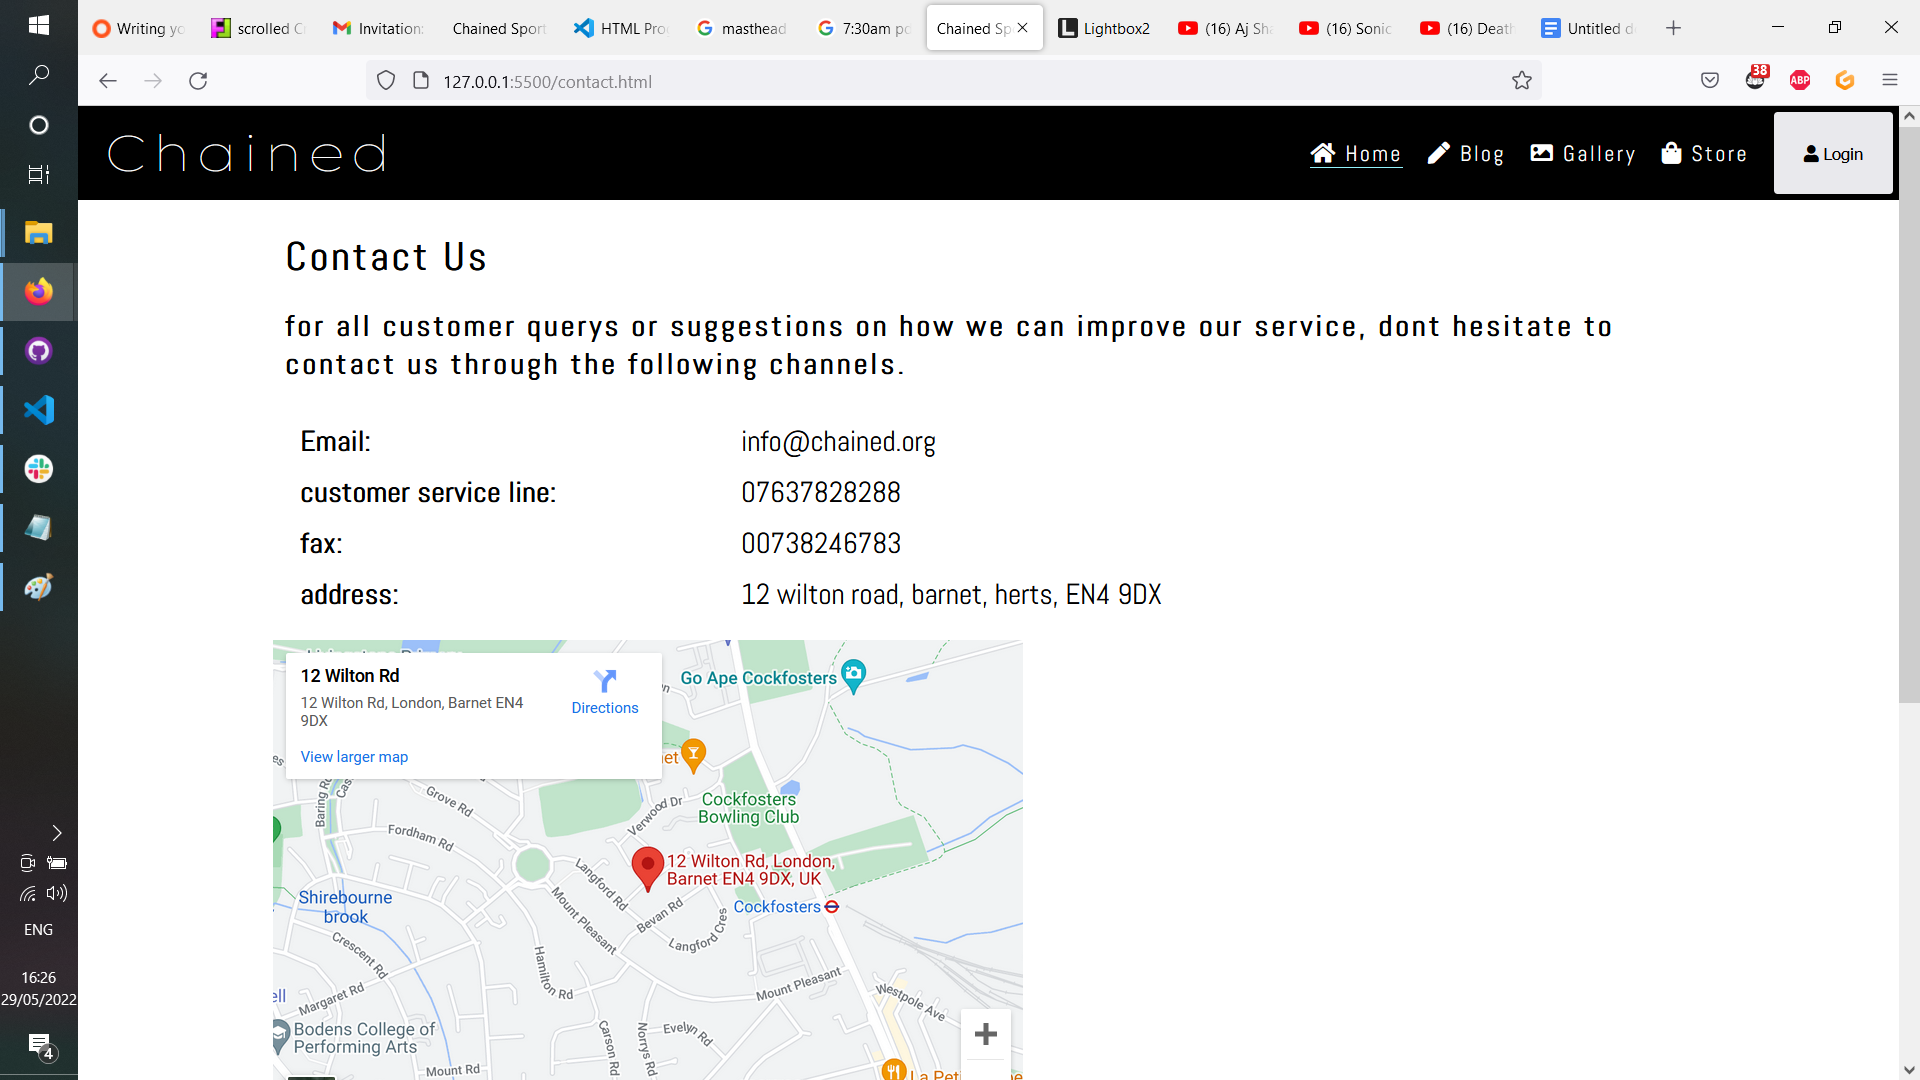 Writing yo
scrolled C
Invitation:
Chained Sport
HTML Pro
masthead
7:30am po
Chained Sp
Lightbox2
(16) Aj Sha
(16) Sonic
(16) Death
Untitled d
127.0.0.1:5500/contact.html
38
ABP
Chained
Home
Blog
Gallery
Store
Login
Contact Us
for all customer querys or suggestions on how we can improve our service, dont hesitate to
contact us through the following channels.
Email: info@chained.org
customer service line: 07637828288
fax: 00738246783
address: 12 wilton road, barnet, herts, EN4 9DX
12 Wilton Rd
12 Wilton Rd, London, Barnet EN4
9DX
Directions
View larger map
Go Ape Cockfosters
Baring Rd
Grove Rd
Fordham Rd
Verwood Dr
Cockfosters
Bowling Club
12 Wilton Rd, London,
Barnet EN4 9DX, UK
Langford Rd
Shirebourne
brook
Mount Pleasant
Bevan Rd
Cockfosters
Langford Cres
Crescent Rd
Hamilton Rd
Mount Pleasant
Margaret Rd
Westpole Ave
Bodens College of
Performing Arts
Carson Rd
Norrys Rd
Evelyn Rd
Mount Rd
La Peti
ENG
16:26
29/05/2022
4